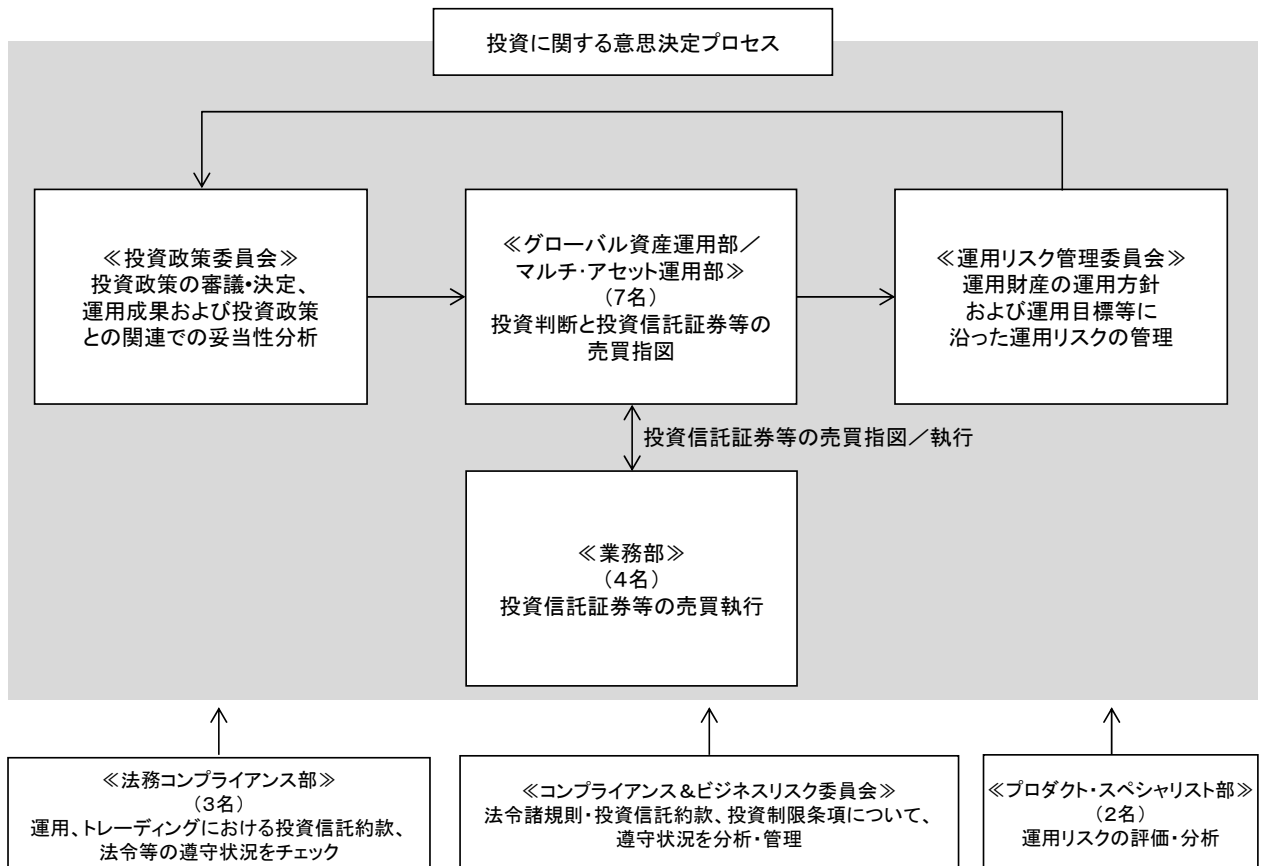 投資に関する意思決定プロセス
≪投資政策委員会≫
投資政策の審議・決定、
運用成果および投資政策
との関連での妥当性分析
≪グローバル資産運用部／
マルチ・アセット運用部≫
（7名）
投資判断と投資信託証券等の
売買指図
≪運用リスク管理委員会≫
運用財産の運用方針
および運用目標等に
沿った運用リスクの管理
投資信託証券等の売買指図／執行
≪業務部≫
（4名）
投資信託証券等の売買執行
≪法務コンプライアンス部≫
（3名）
運用、トレーディングにおける投資信託約款、
法令等の遵守状況をチェック
≪コンプライアンス＆ビジネスリスク委員会≫
法令諸規則・投資信託約款、投資制限条項について、
遵守状況を分析・管理
≪プロダクト・スペシャリスト部≫
（2名）
運用リスクの評価・分析